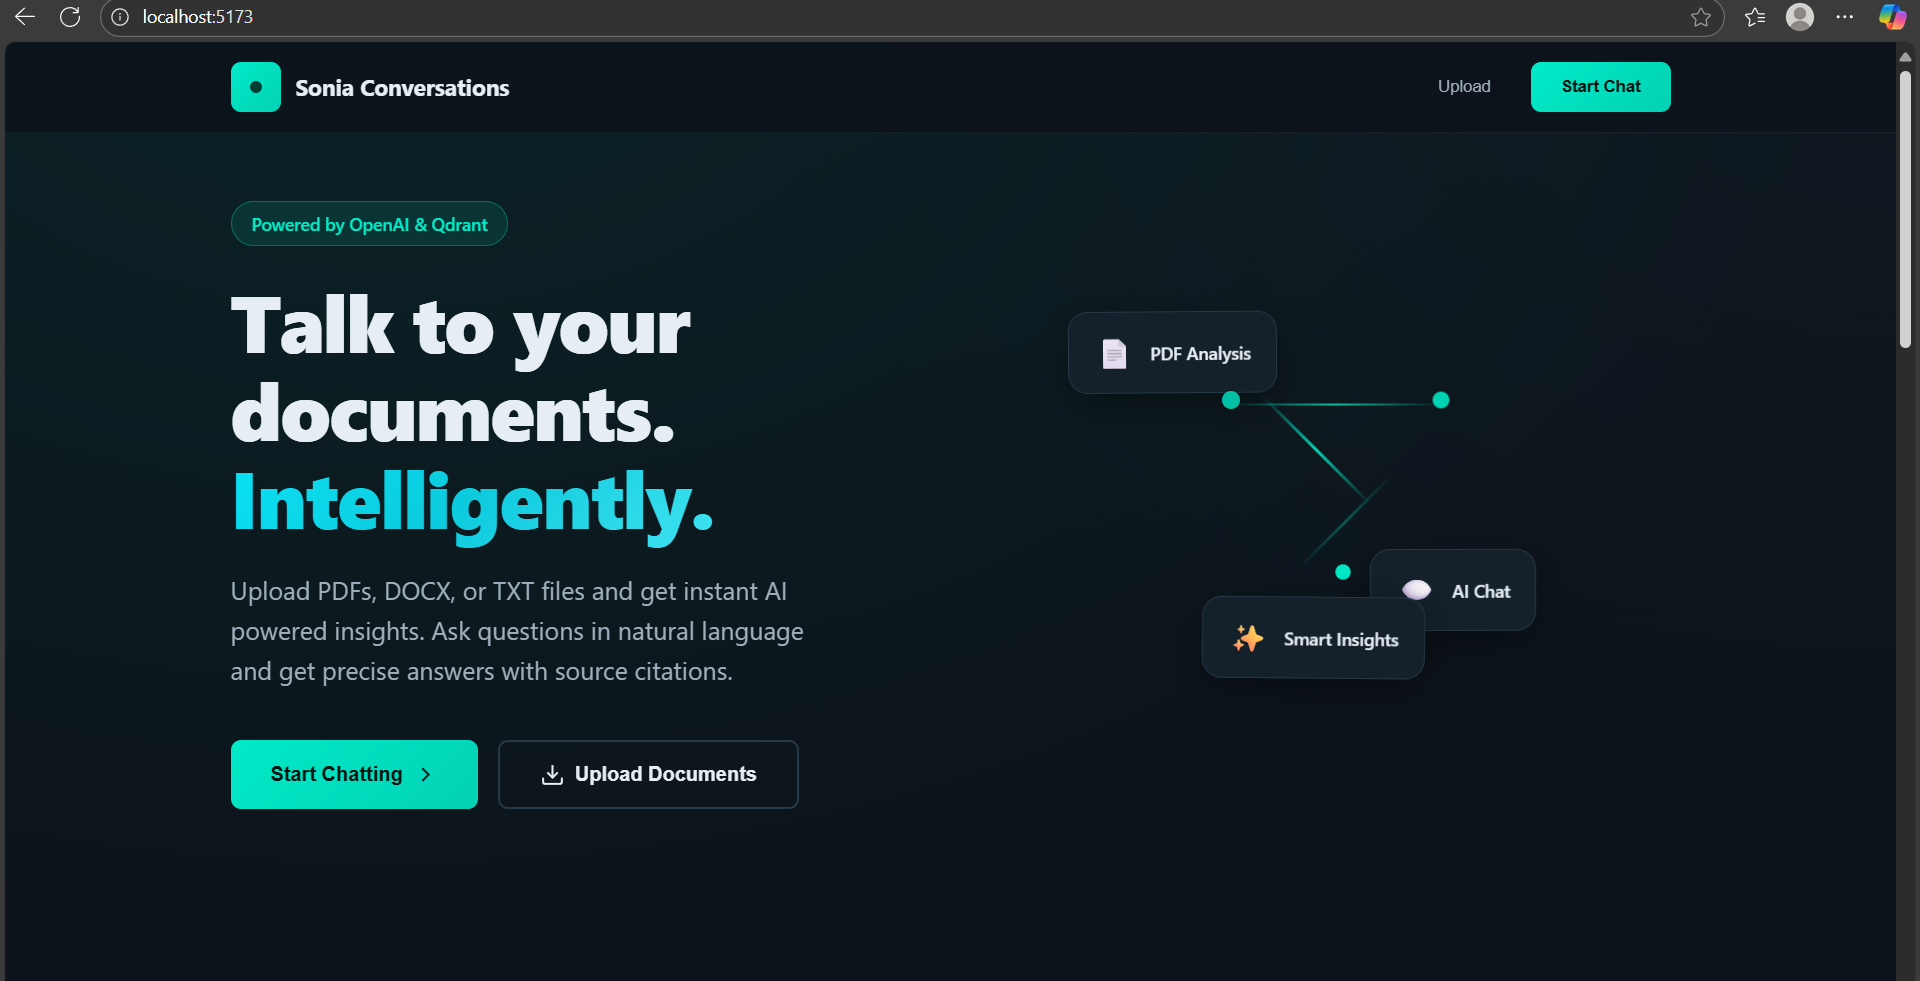 localhost:5173
Sonia Conversations
Upload
Start Chat
Powered by OpenAI & Qdrant
Talk to your
documents.
Intelligently.
Upload PDFs, DOCX, or TXT files and get instant AI
powered insights. Ask questions in natural language
and get precise answers with source citations.
Start Chatting
Upload Documents
PDF Analysis
AI Chat
Smart Insights